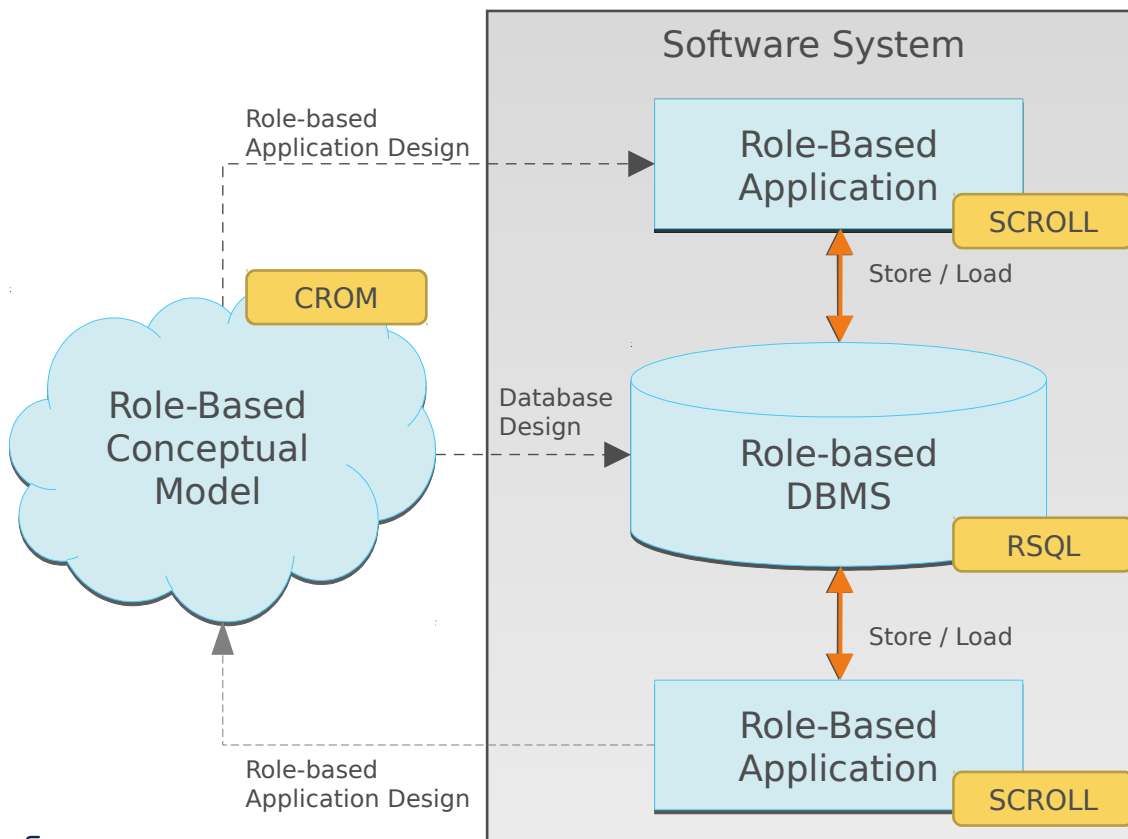 Software System
Role-based
Application Design
Role-Based
Application
SCROLL
Store / Load
CROM
Role-Based
Conceptual
Model
Database
Design
Role-based
DBMS
RSQL
Store / Load
Role-Based
Application
SCROLL
Role-based
Application Design